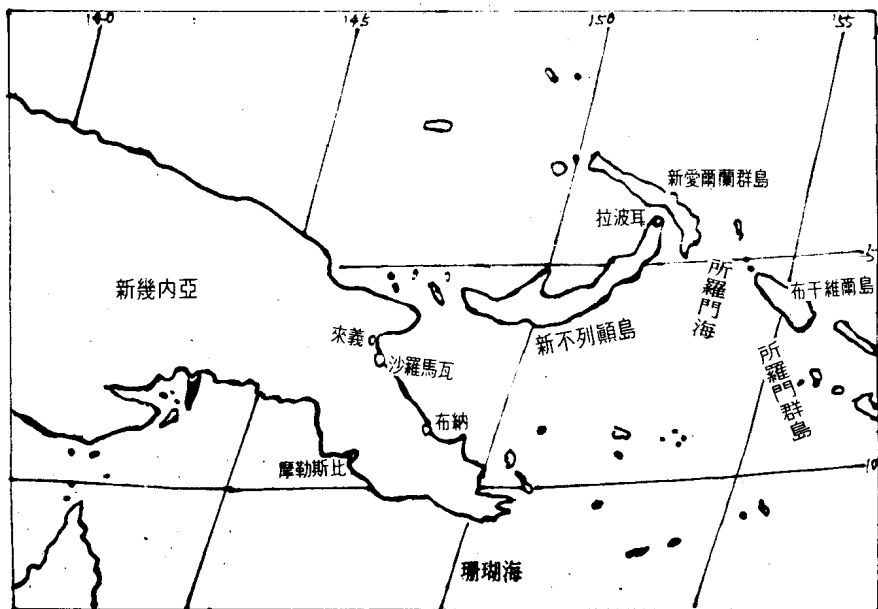 140 145 150 155
新愛爾蘭群島
拉波耳
5
新幾內亞
所羅門海
布干維爾島
來義
新不列顛島
沙羅馬瓦
所羅門群島
布納
摩勒斯比
10
珊瑚海